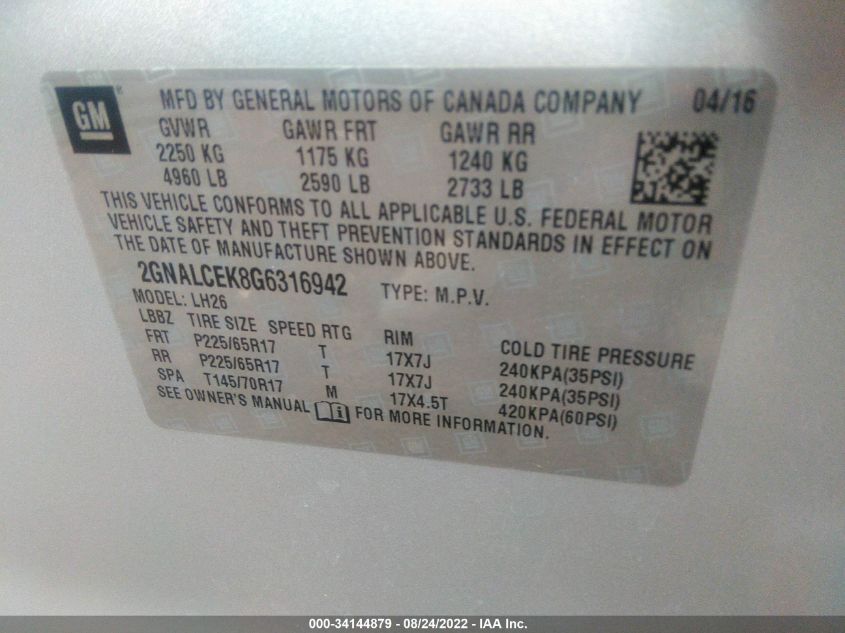 GM
MFD BY GENERAL MOTORS OF CANADA COMPANY 04/16
GVWR GAWR FRT GAWR RR
2250 KG 1175 KG 1240 KG
4960 LB 2590 LB 2733 LB
THIS VEHICLE CONFORMS TO ALL APPLICABLE U.S. FEDERAL MOTOR
VEHICLE SAFETY AND THEFT PREVENTION STANDARDS IN EFFECT ON
THE DATE OF MANUFACTURE SHOWN ABOVE.
2GNALCEK8G6316942 TYPE: M.P.V.
MODEL: LH26
LBBZ TIRE SIZE SPEED RTG RIM COLD TIRE PRESSURE
FRT P225/65R17 T 17X7J 240KPA(35PSI)
RR P225/65R17 T 17X7J 240KPA(35PSI)
SPA T145/70R17 M 17X4.5T 420KPA(60PSI)
SEE OWNER'S MANUAL FOR MORE INFORMATION.
000-34144879 - 08/24/2022 - IAA Inc.